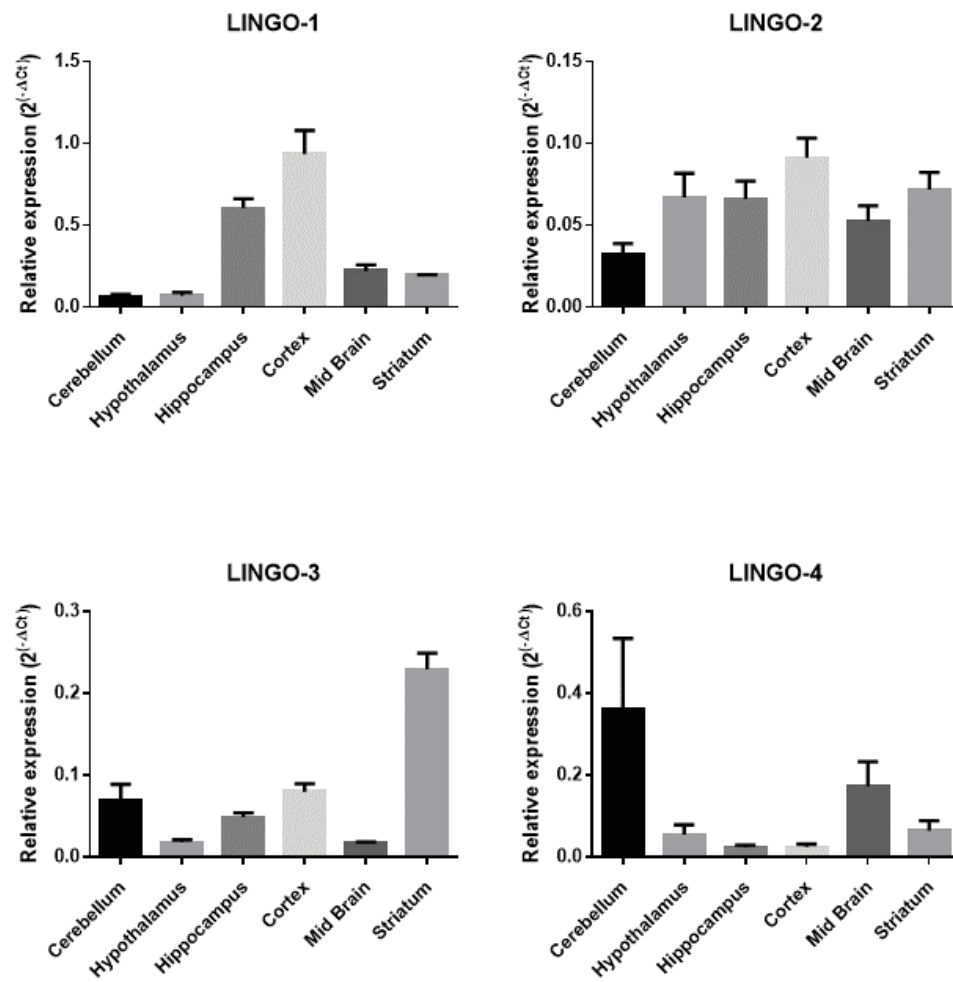 LINGO-1
Relative expression (2^(-ΔCt))
1.5
1.0
0.5
0.0
Cerebellum
Hypothalamus
Hippocampus
Cortex
Mid Brain
Striatum
LINGO-2
Relative expression (2^(-ΔCt))
0.15
0.10
0.05
0.00
Cerebellum
Hypothalamus
Hippocampus
Cortex
Mid Brain
Striatum
LINGO-3
Relative expression (2^(-ΔCt))
0.3
0.2
0.1
0.0
Cerebellum
Hypothalamus
Hippocampus
Cortex
Mid Brain
Striatum
LINGO-4
Relative expression (2^(-ΔCt))
0.6
0.4
0.2
0.0
Cerebellum
Hypothalamus
Hippocampus
Cortex
Mid Brain
Striatum